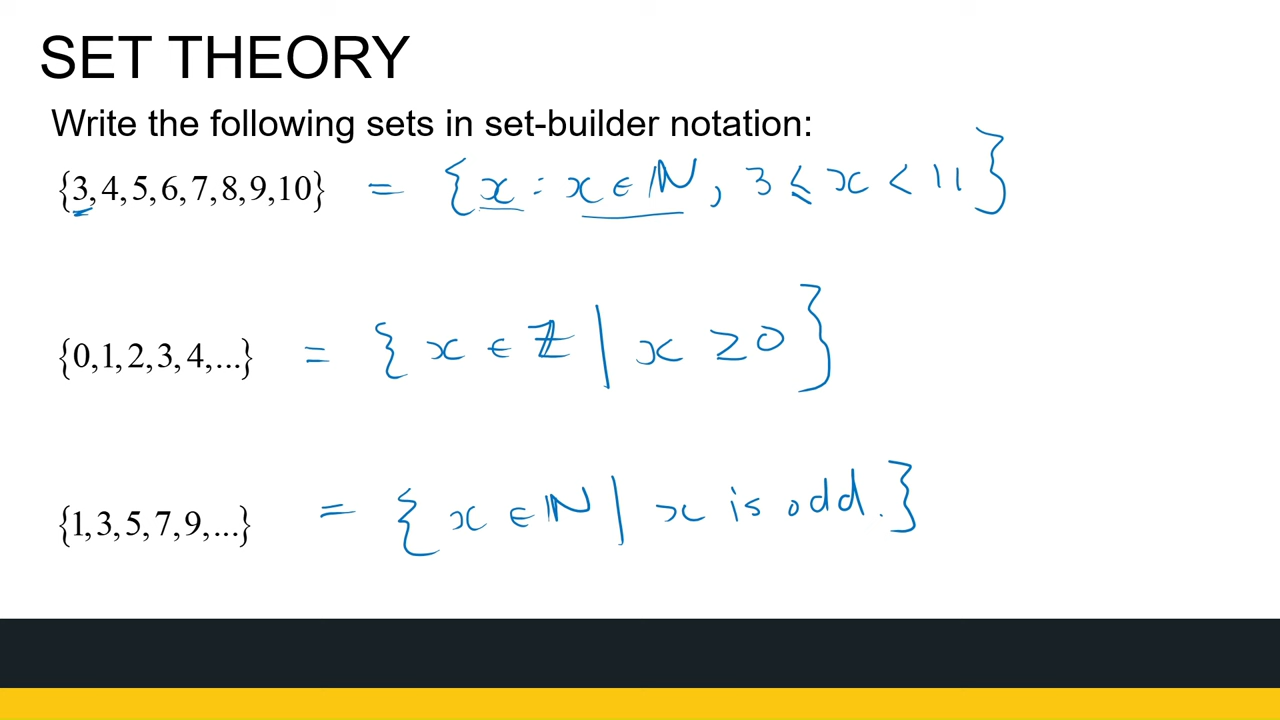 SET THEORY
Write the following sets in set-builder notation:
{3,4,5,6,7,8,9,10} = {x : x ∈ ℕ, 3 ≤ x < 11}
{0,1,2,3,4,...} = {x ∈ ℤ | x ≥ 0}
{1,3,5,7,9,...} = {x ∈ ℕ | x is odd.}